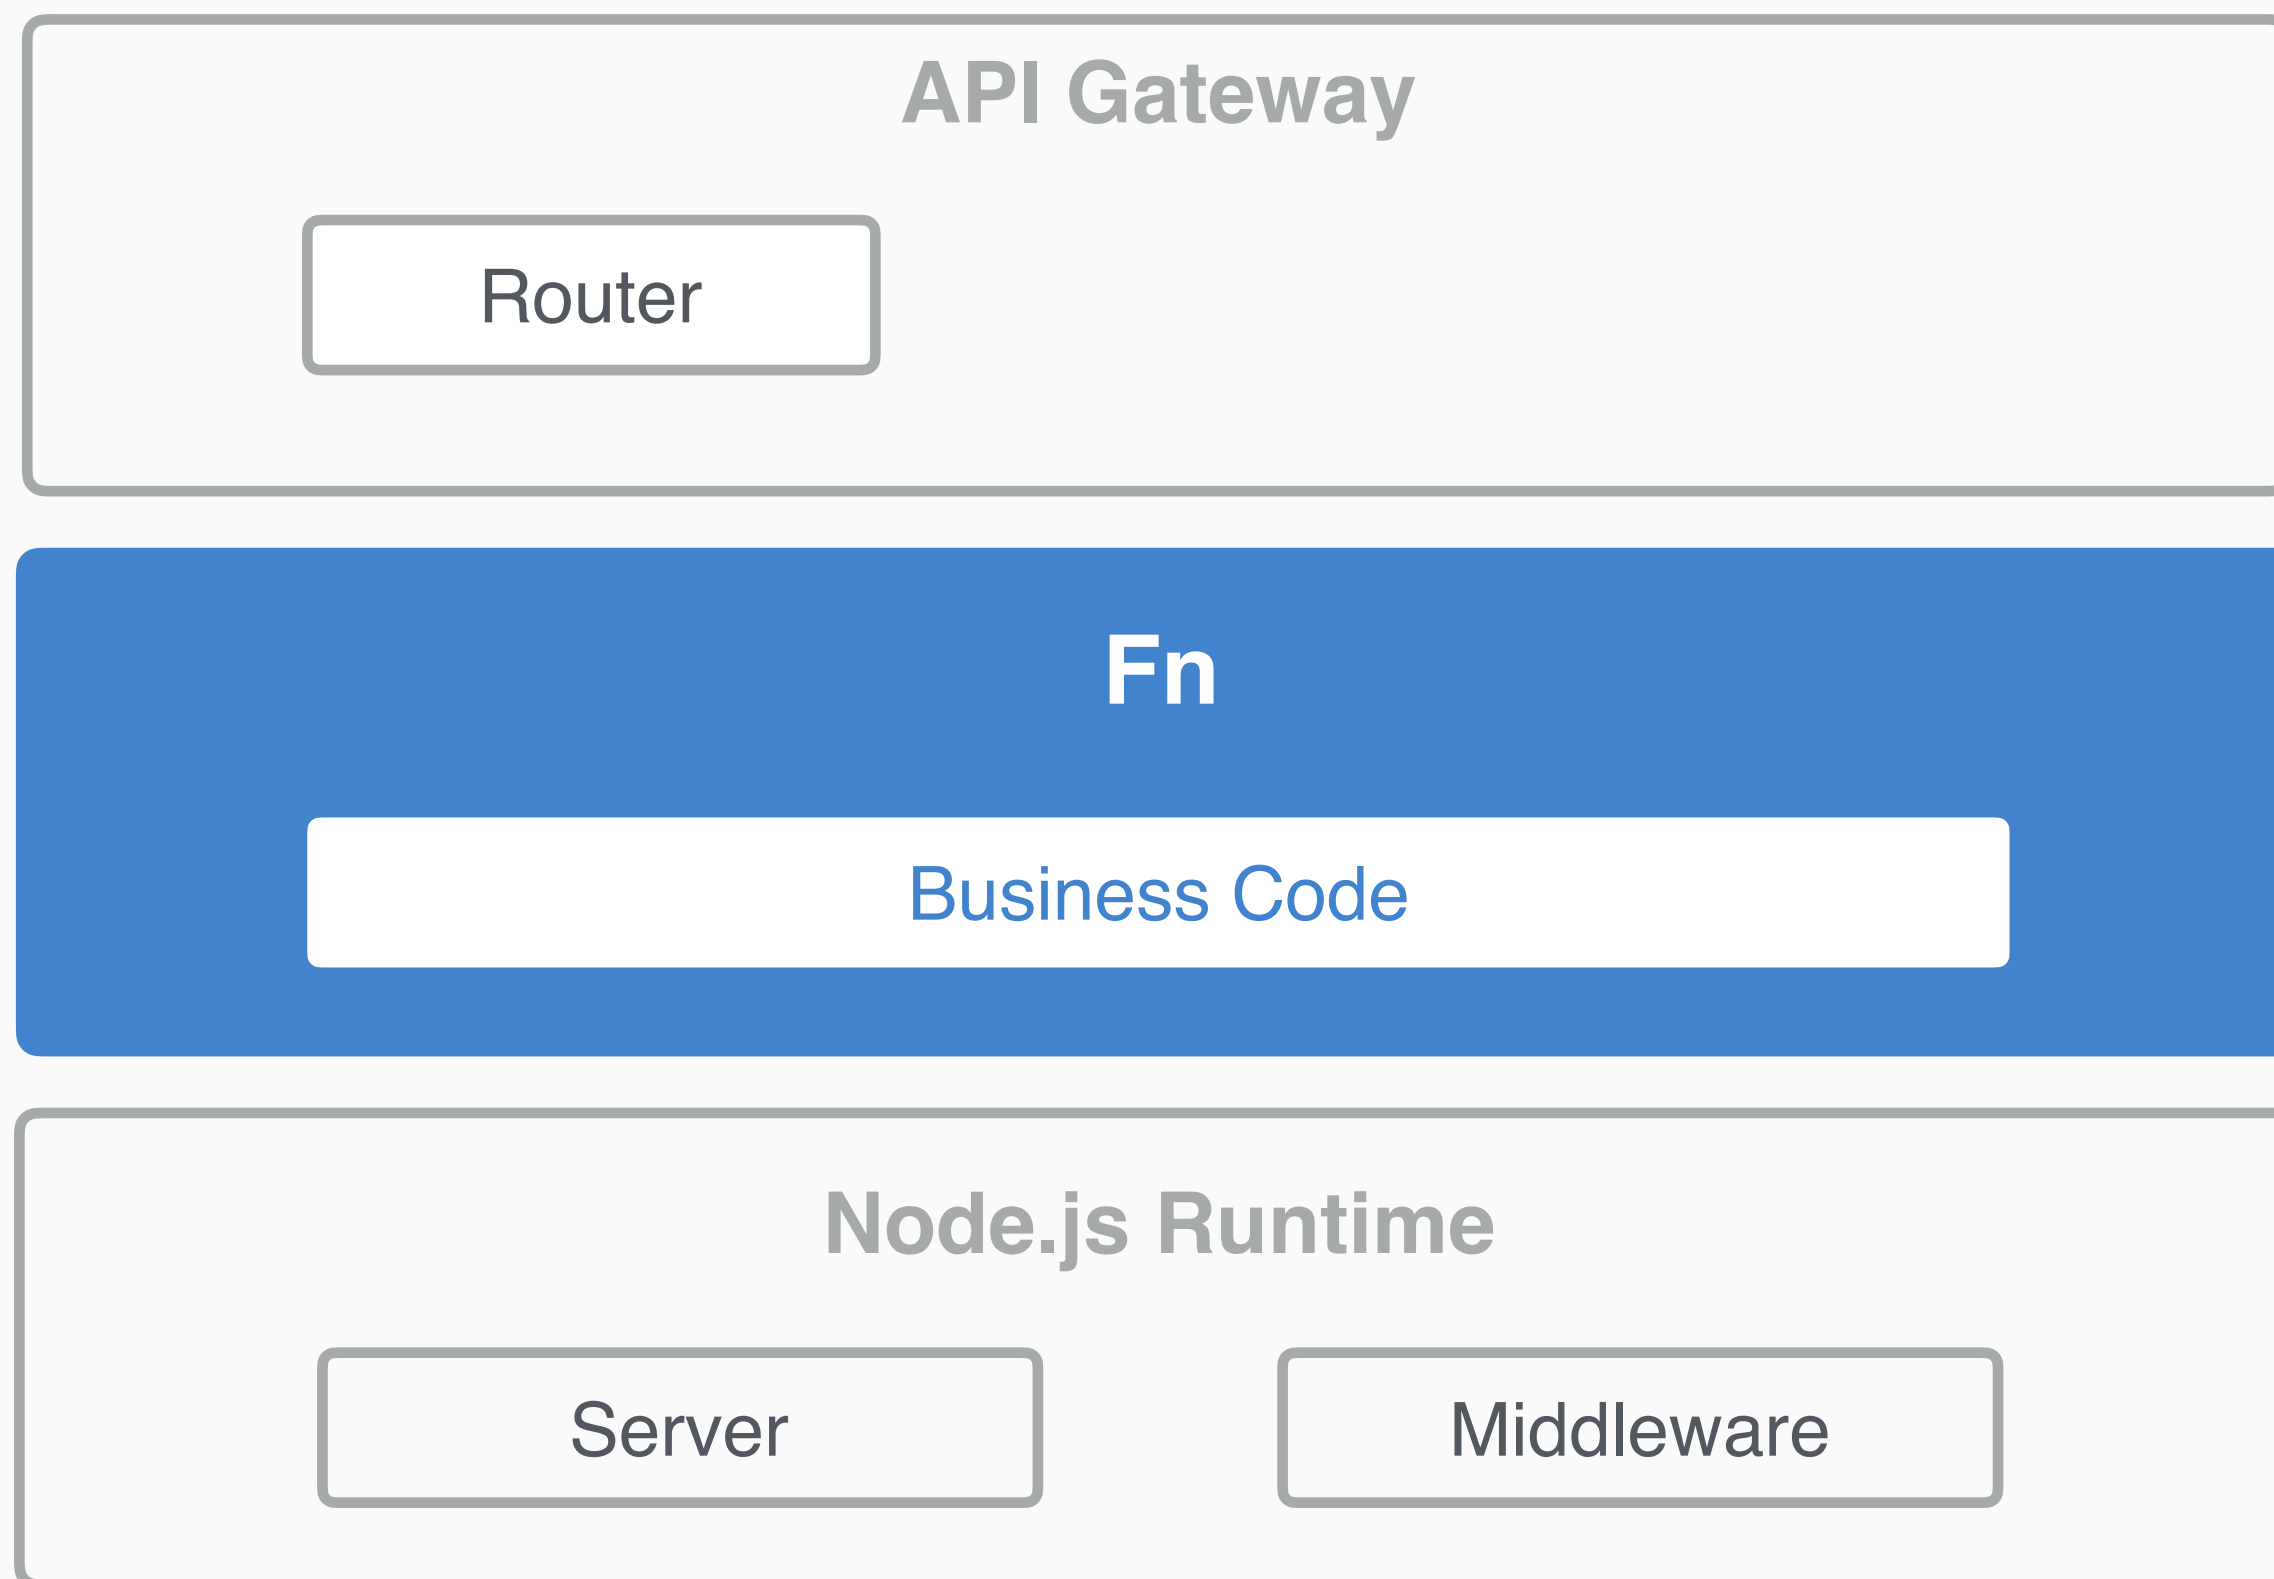 API Gateway
Router
Fn
Business Code
Node.js Runtime
Server
Middleware